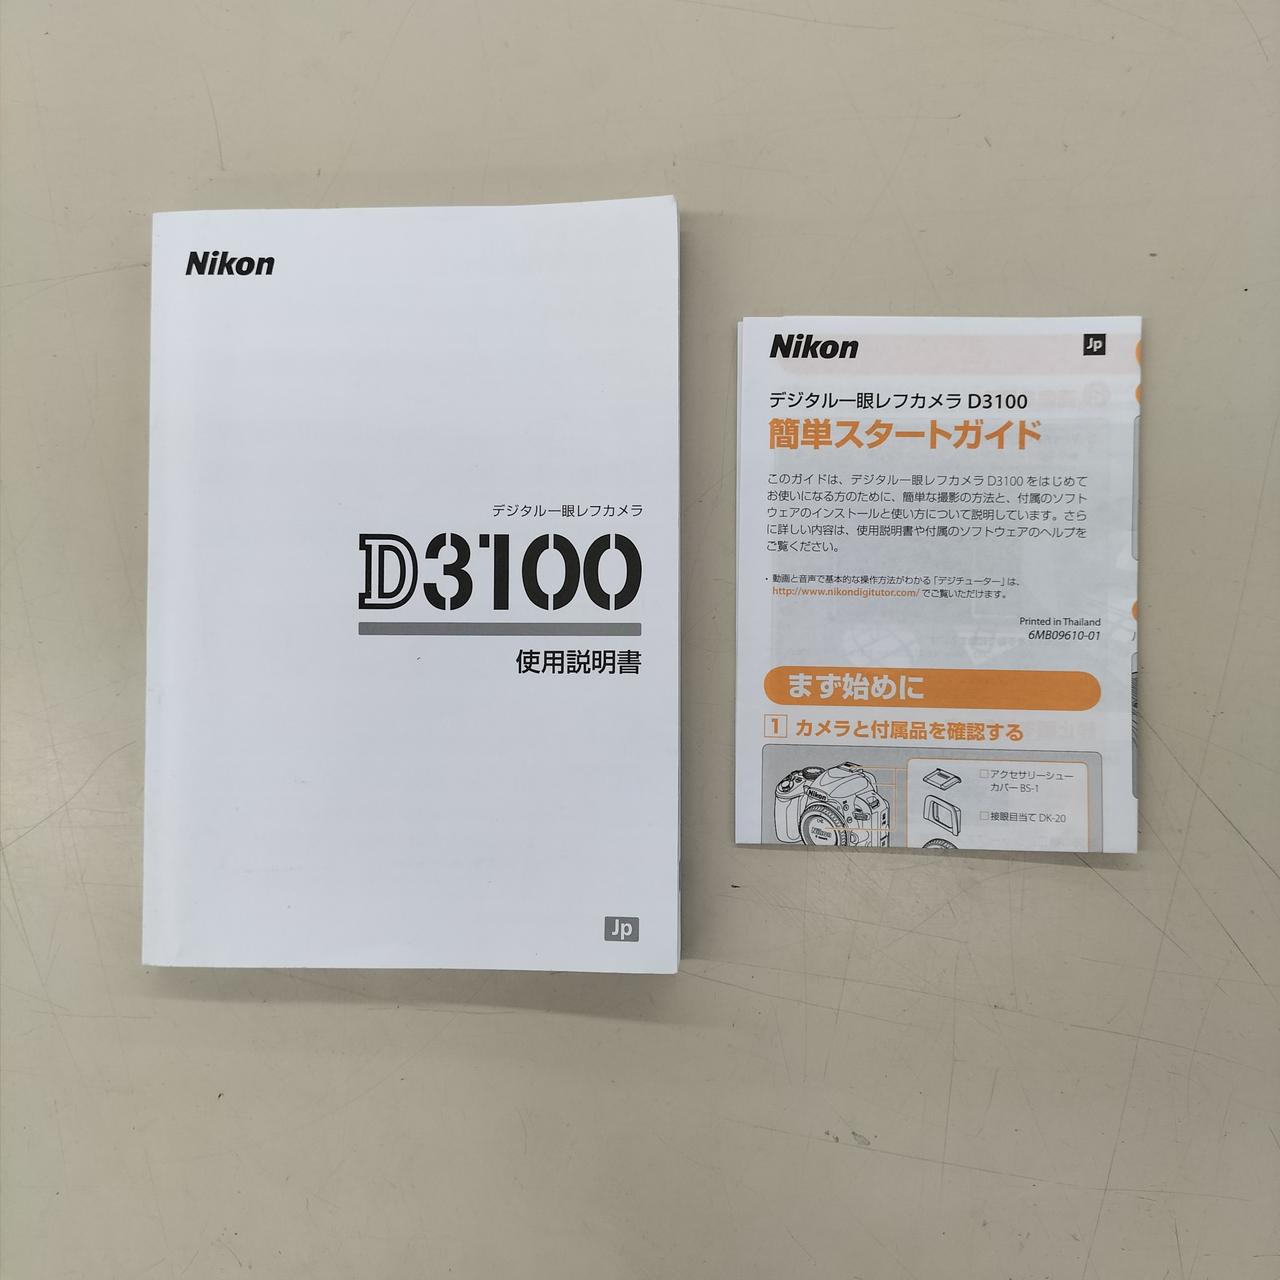 Nikon
デジタル一眼レフカメラ
D3100
使用説明書
Jp
Nikon
Jp
デジタル一眼レフカメラ D3100
簡単スタートガイド
このガイドは、デジタル一眼レフカメラ D3100 をはじめて
お使いになる方のために、簡単な撮影の方法と、付属のソフト
ウェアのインストールと使い方について説明しています。さら
に詳しい内容は、使用説明書や付属のソフトウェアのヘルプを
ご覧ください。
・動画と音声で基本的な操作方法がわかる「デジチューター」は、
http://www.nikondigitutor.com/ でご覧いただけます。
Printed in Thailand
6MB09610-01
まず始めに
1 カメラと付属品を確認する
Nikon
Nikon
□アクセサリーシュー
カバー BS-1
□接眼目当て DK-20